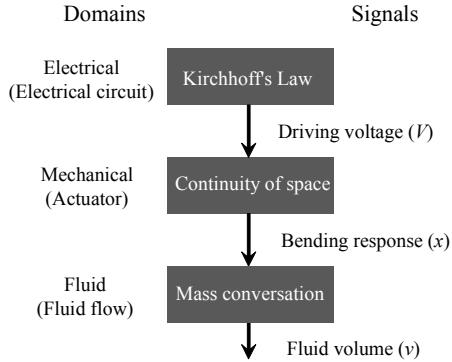 Domains
Signals
Electrical
(Electrical circuit)
Kirchhoff's Law
Driving voltage (V)
Mechanical
(Actuator)
Continuity of space
Bending response (x)
Fluid
(Fluid flow)
Mass conversation
Fluid volume (v)